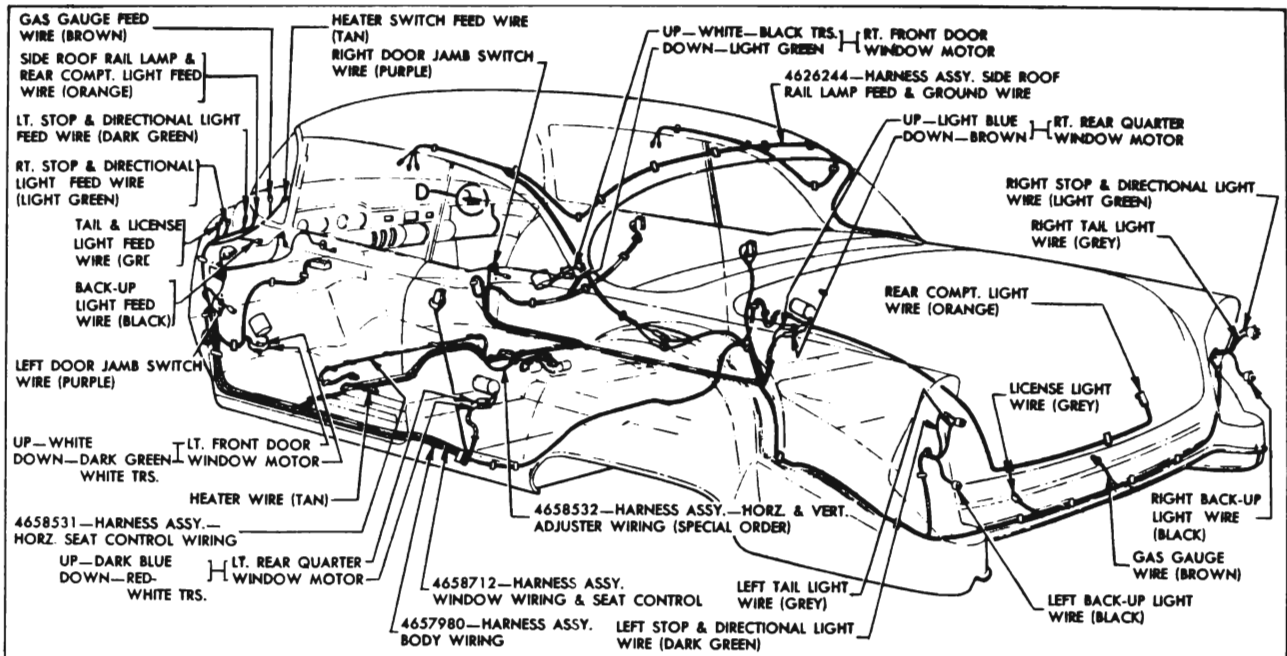 GAS GAUGE FEED
WIRE (BROWN)
SIDE ROOF RAIL LAMP &
REAR COMPT. LIGHT FEED
WIRE (ORANGE)
LT. STOP & DIRECTIONAL LIGHT
FEED WIRE (DARK GREEN)
RT. STOP & DIRECTIONAL
LIGHT FEED WIRE
(LIGHT GREEN)
TAIL & LICENSE
LIGHT FEED
WIRE (GRE
BACK-UP
LIGHT FEED
WIRE (BLACK)
LEFT DOOR JAMB SWITCH
WIRE (PURPLE)
UP—WHITE
DOWN—DARK GREEN
WHITE TRS.
LT. FRONT DOOR
WINDOW MOTOR
HEATER WIRE (TAN)
4658531—HARNESS ASSY.—
HORZ. SEAT CONTROL WIRING
UP—DARK BLUE
DOWN—RED-
WHITE TRS.
LT. REAR QUARTER
WINDOW MOTOR
HEATER SWITCH FEED WIRE
(TAN)
RIGHT DOOR JAMB SWITCH
WIRE (PURPLE)
UP—WHITE—BLACK TRS.
DOWN—LIGHT GREEN
RT. FRONT DOOR
WINDOW MOTOR
4626244—HARNESS ASSY. SIDE ROOF
RAIL LAMP FEED & GROUND WIRE
UP—LIGHT BLUE
DOWN—BROWN
RT. REAR QUARTER
WINDOW MOTOR
RIGHT STOP & DIRECTIONAL LIGHT
WIRE (LIGHT GREEN)
RIGHT TAIL LIGHT
WIRE (GREY)
REAR COMPT. LIGHT
WIRE (ORANGE)
LICENSE LIGHT
WIRE (GREY)
4658532—HARNESS ASSY.—HORZ. & VERT.
ADJUSTER WIRING (SPECIAL ORDER)
4658712—HARNESS ASSY.
WINDOW WIRING & SEAT CONTROL
4657980—HARNESS ASSY.
BODY WIRING
LEFT TAIL LIGHT
WIRE (GREY)
LEFT STOP & DIRECTIONAL LIGHT
WIRE (DARK GREEN)
RIGHT BACK-UP
LIGHT WIRE
(BLACK)
GAS GAUGE
WIRE (BROWN)
LEFT BACK-UP LIGHT
WIRE (BLACK)